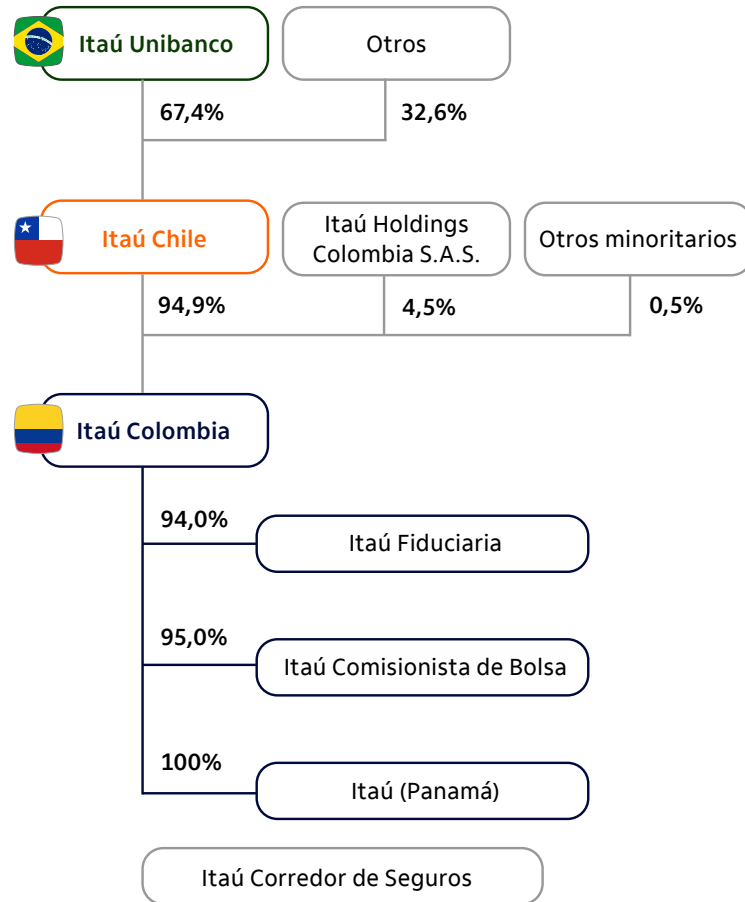 Itaú Unibanco
Otros
67,4%
32,6%
Itaú Chile
Itaú Holdings
Colombia S.A.S.
Otros minoritarios
94,9%
4,5%
0,5%
Itaú Colombia
94,0%
Itaú Fiduciaria
95,0%
Itaú Comisionista de Bolsa
100%
Itaú (Panamá)
Itaú Corredor de Seguros